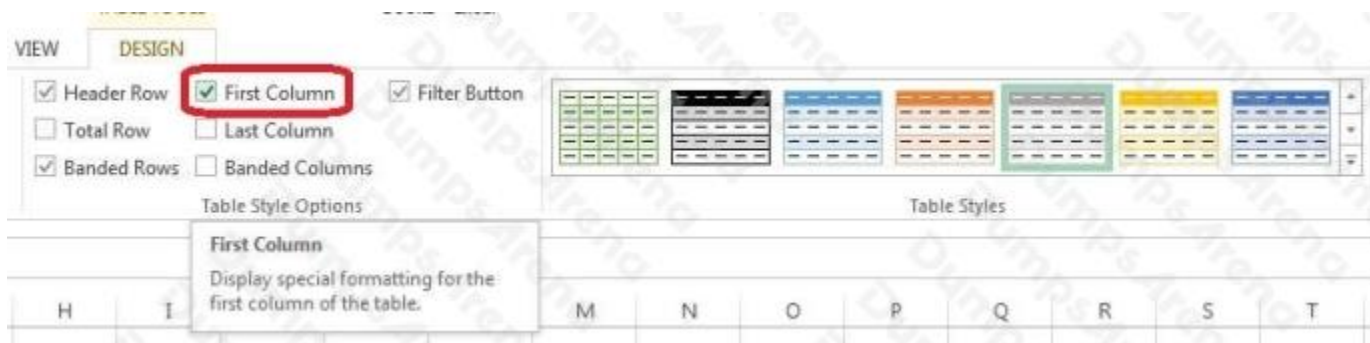 VIEW DESIGN
Header Row First Column Filter Button
Total Row Last Column
Banded Rows Banded Columns
Table Style Options Table Styles
First Column
Display special formatting for the
first column of the table.
H I M N O P Q R S T
DumpsArena